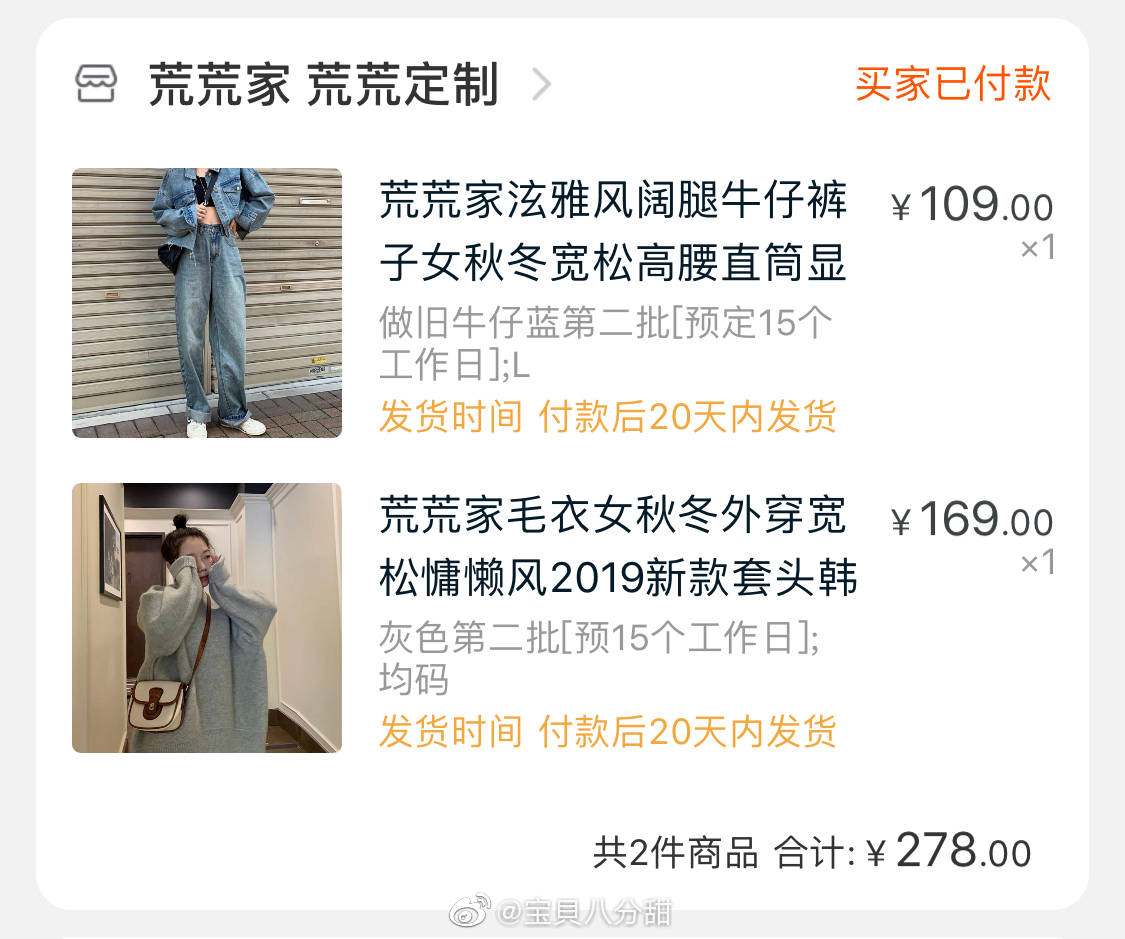 荒荒家 荒荒定制
买家已付款
荒荒家泫雅风阔腿牛仔裤
¥109.00
子女秋冬宽松高腰直筒显
×1
做旧牛仔蓝第二批[预定15个
工作日];L
发货时间 付款后20天内发货
荒荒家毛衣女秋冬外穿宽
¥169.00
松慵懒风2019新款套头韩
×1
灰色第二批[预15个工作日];
均码
发货时间 付款后20天内发货
共2件商品 合计:¥278.00
@宝贝八分甜